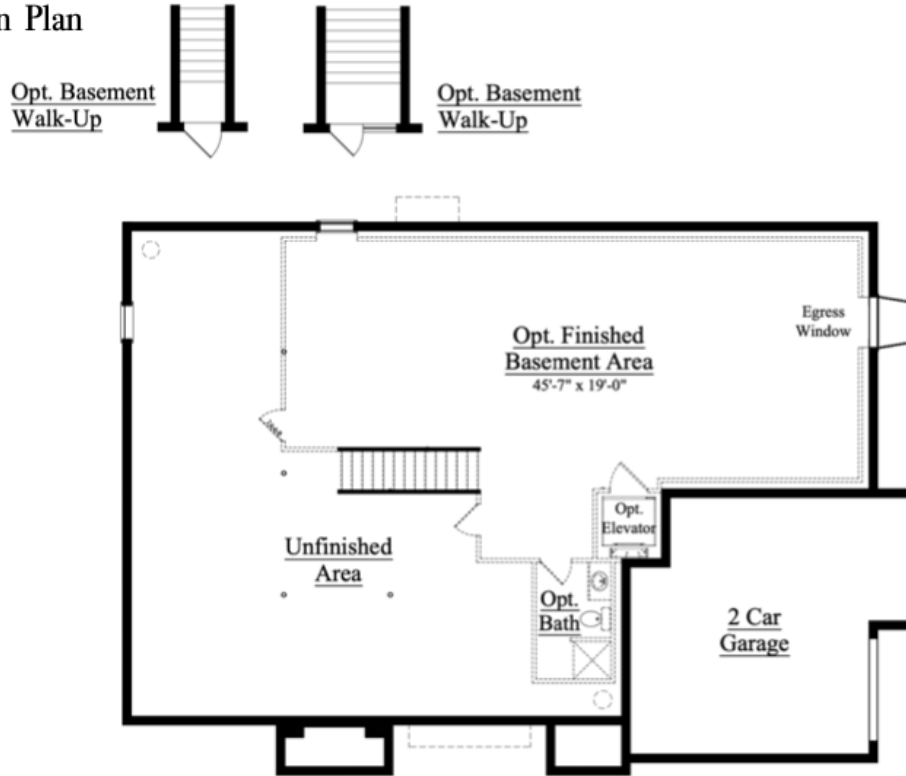 n Plan
Opt. Basement
Walk-Up
Opt. Basement
Walk-Up
Egress
Window
Opt. Finished
Basement Area
45'-7" x 19'-0"
Opt.
Elevator
Unfinished
Area
Opt.
Bath
2 Car
Garage